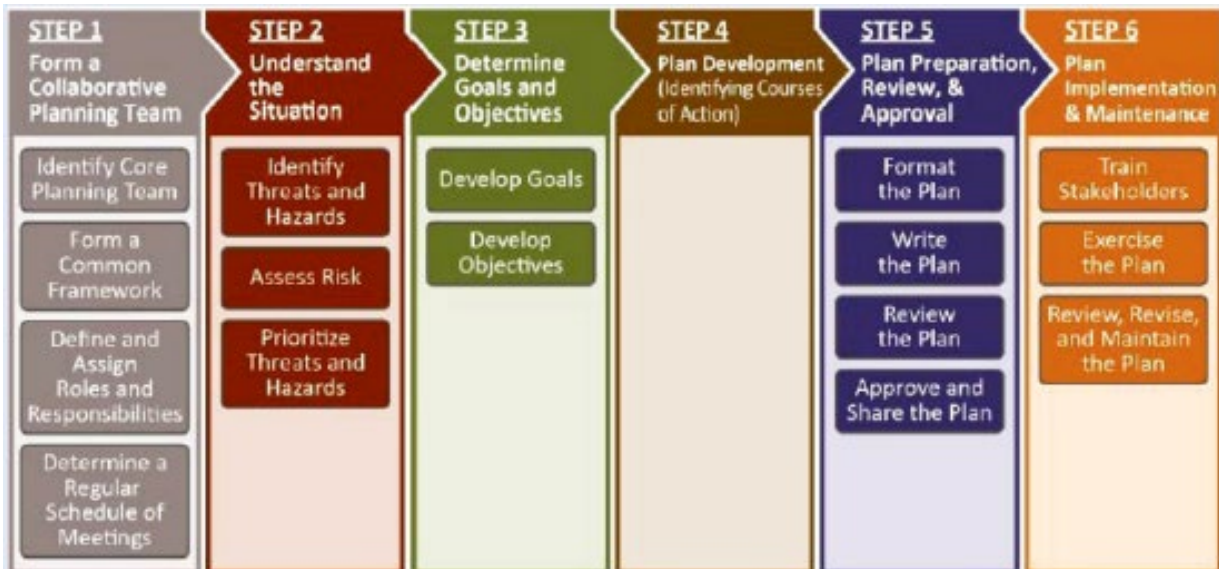 STEP 1
Form a
Collaborative
Planning Team
Identify Core
Planning Team
Form a
Common
Framework
Define and
Assign
Roles and
Responsibilities
Determine a
Regular
Schedule of
Meetings
STEP 2
Understand
the
Situation
Identify
Threats and
Hazards
Assess Risk
Prioritize
Threats and
Hazards
STEP 3
Determine
Goals and
Objectives
Develop Goals
Develop
Objectives
STEP 4
Plan Development
(Identifying Courses
of Action)
STEP 5
Plan Preparation,
Review, &
Approval
Format
the Plan
Write
the Plan
Review
the Plan
Approve and
Share the Plan
STEP 6
Plan
Implementation
& Maintenance
Train
Stakeholders
Exercise
the Plan
Review, Revise,
and Maintain
the Plan